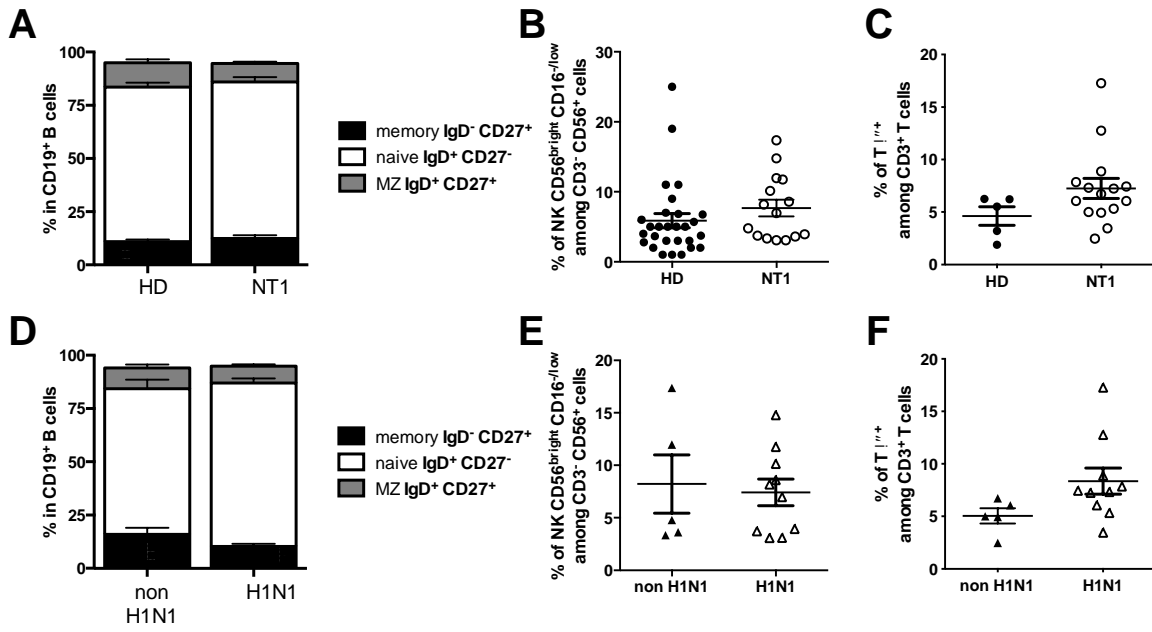 A
100
75
50
25
0
% in CD19⁺ B cells
HD
NT1
memory IgD⁻ CD27⁺
naive IgD⁺ CD27⁻
MZ IgD⁺ CD27⁺
B
30
20
10
0
% of NK CD56ᵇʳⁱᵍʰᵗ CD16⁻/ˡᵒʷ
among CD3⁻ CD56⁺ cells
HD
NT1
C
20
15
10
5
0
% of T
among CD3⁺ T cells
HD
NT1
D
100
75
50
25
0
% in CD19⁺ B cells
non
H1N1
H1N1
memory IgD⁻ CD27⁺
naive IgD⁺ CD27⁻
MZ IgD⁺ CD27⁺
E
20
15
10
5
0
% of NK CD56ᵇʳⁱᵍʰᵗ CD16⁻/ˡᵒʷ
among CD3⁻ CD56⁺ cells
non H1N1
H1N1
F
20
15
10
5
0
% of T
among CD3⁺ T cells
non H1N1
H1N1